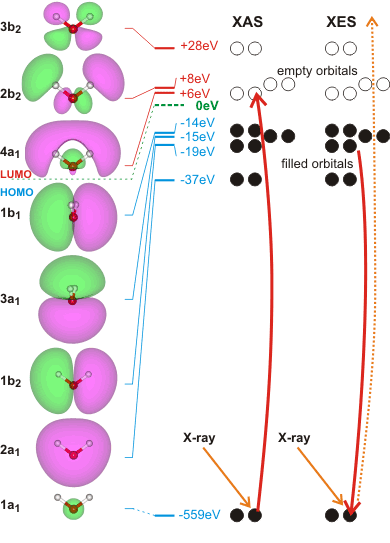 XAS XES
3b2
+28eV
+8eV
empty orbitals
2b2
+6eV
0eV
-14eV
4a1
-15eV
-19eV
filled orbitals
LUMO
-37eV
HOMO
1b1
3a1
1b2
X-ray X-ray
2a1
1a1
-559eV